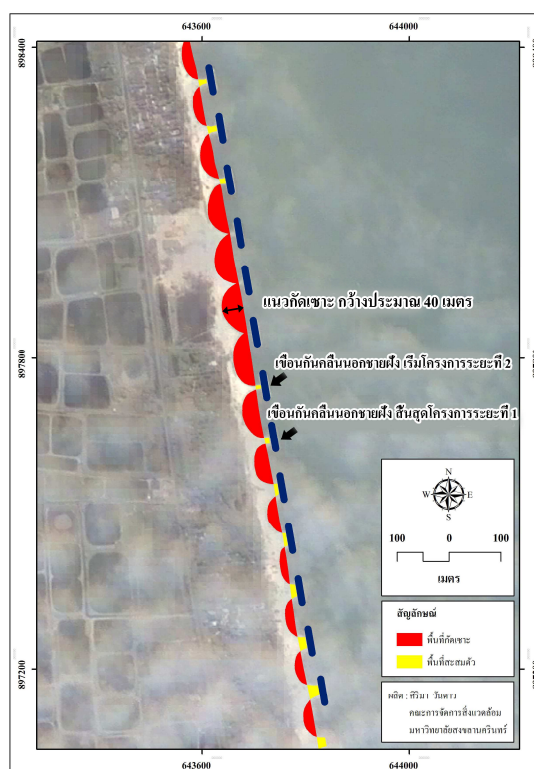 643600 644000
898400
แนวกัดเซาะ กว้างประมาณ 40 เมตร
897800
เขื่อนกันคลื่นนอกชายฝั่ง เริ่มโครงการระยะที่ 2
เขื่อนกันคลื่นนอกชายฝั่ง สิ้นสุดโครงการระยะที่ 1
N
W E
S
100 0 100
เมตร
สัญลักษณ์
พื้นที่กัดเซาะ
พื้นที่สะสมตัว
897200
ผลิต :
คณะการจัดการสิ่งแวดล้อม
มหาวิทยาลัยสงขลานครินทร์
643600 644000